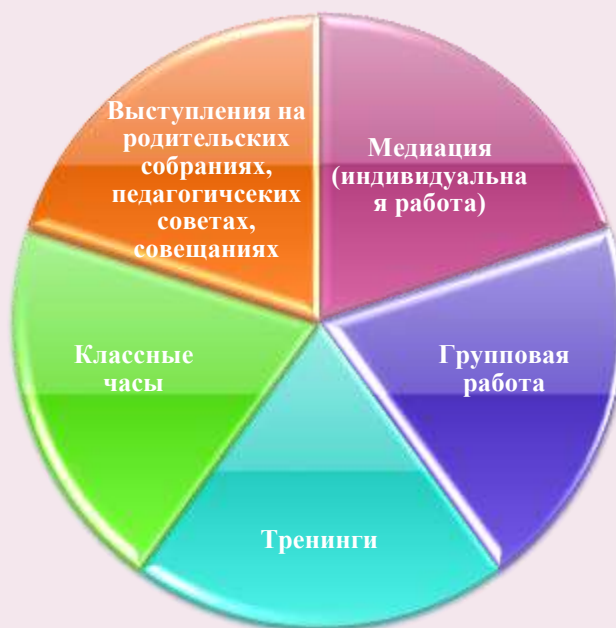 Выступления на
родительских
собраниях,
педагогичсеких
советах,
совещаниях
Медиация
(индивидуальна
я работа)
Классные
часы
Групповая
работа
Тренинги